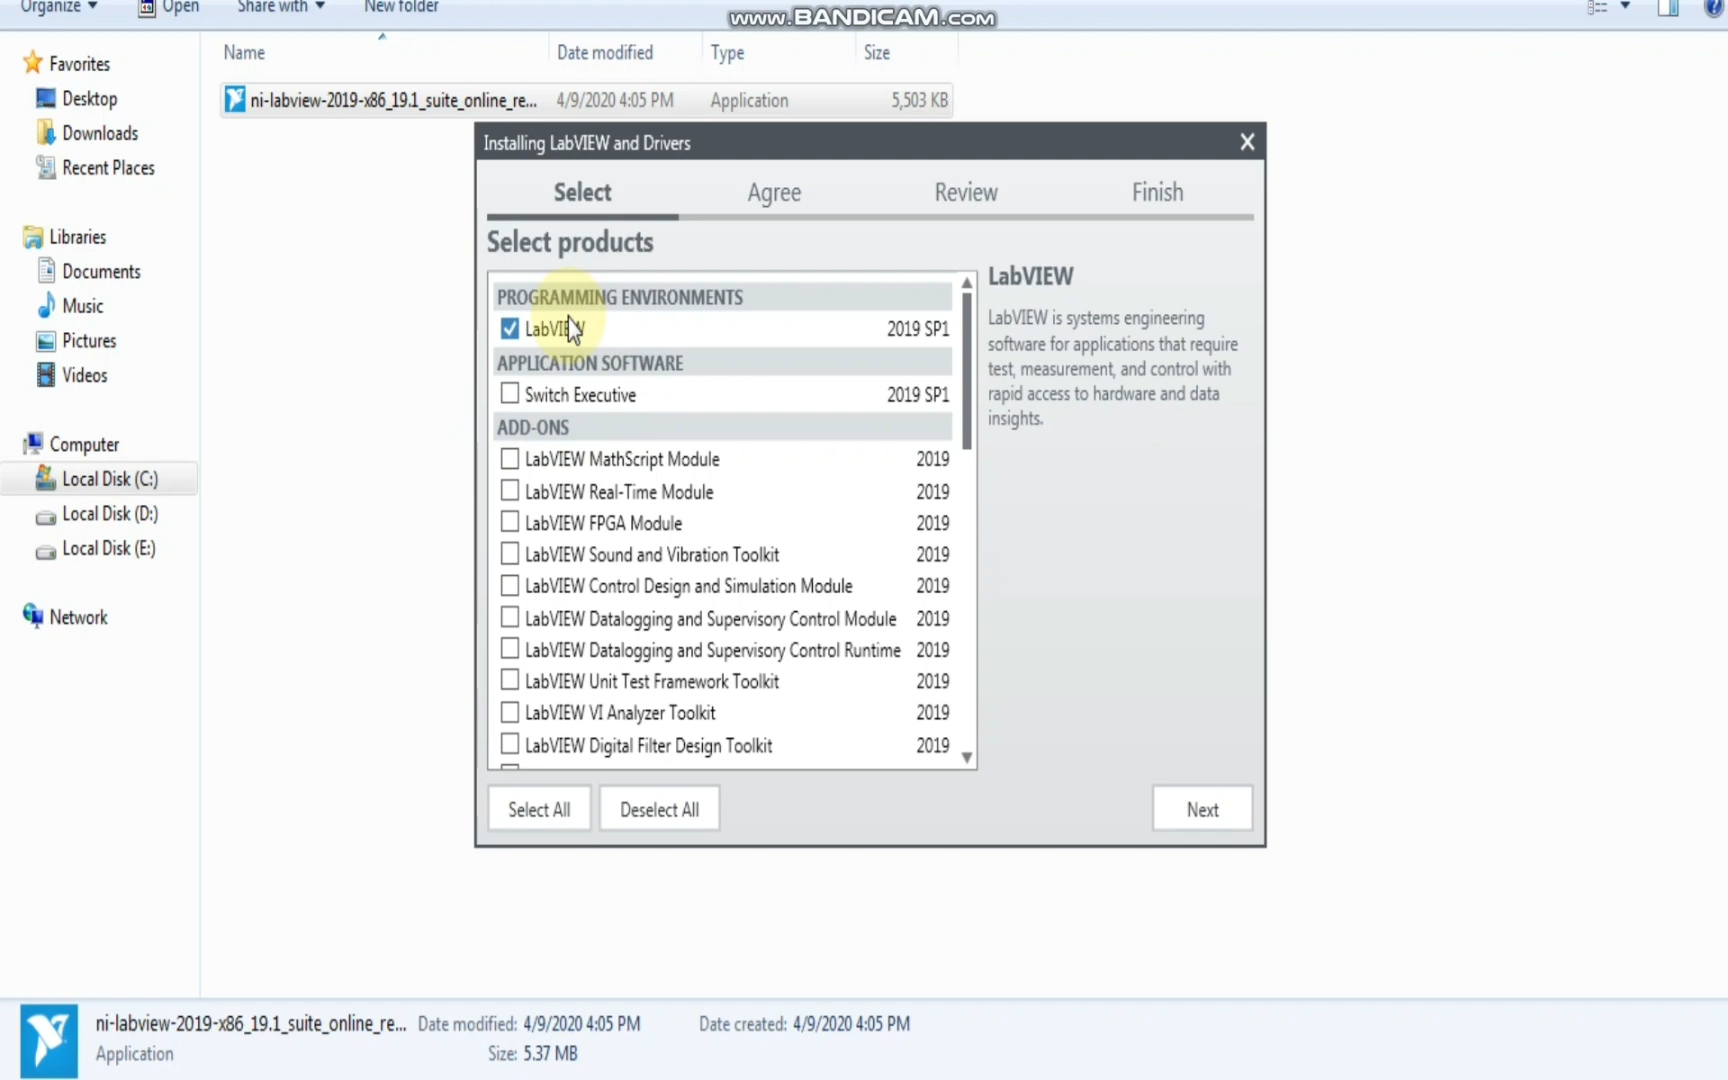 Organize Open Share with New folder
www.BANDICAM.com
Name Date modified Type Size
ni-labview-2019-x86_19.1_suite_online_re... 4/9/2020 4:05 PM Application 5,503 KB
Favorites
Desktop
Downloads
Recent Places
Libraries
Documents
Music
Pictures
Videos
Computer
Local Disk (C:)
Local Disk (D:)
Local Disk (E:)
Network
Installing LabVIEW and Drivers
Select Agree Review Finish
Select products
PROGRAMMING ENVIRONMENTS
LabVIEW 2019 SP1
APPLICATION SOFTWARE
Switch Executive 2019 SP1
ADD-ONS
LabVIEW MathScript Module 2019
LabVIEW Real-Time Module 2019
LabVIEW FPGA Module 2019
LabVIEW Sound and Vibration Toolkit 2019
LabVIEW Control Design and Simulation Module 2019
LabVIEW Datalogging and Supervisory Control Module 2019
LabVIEW Datalogging and Supervisory Control Runtime 2019
LabVIEW Unit Test Framework Toolkit 2019
LabVIEW VI Analyzer Toolkit 2019
LabVIEW Digital Filter Design Toolkit 2019
LabVIEW
LabVIEW is systems engineering
software for applications that require
test, measurement, and control with
rapid access to hardware and data
insights.
Select All Deselect All Next
ni-labview-2019-x86_19.1_suite_online_re... Date modified: 4/9/2020 4:05 PM Date created: 4/9/2020 4:05 PM
Application Size: 5.37 MB